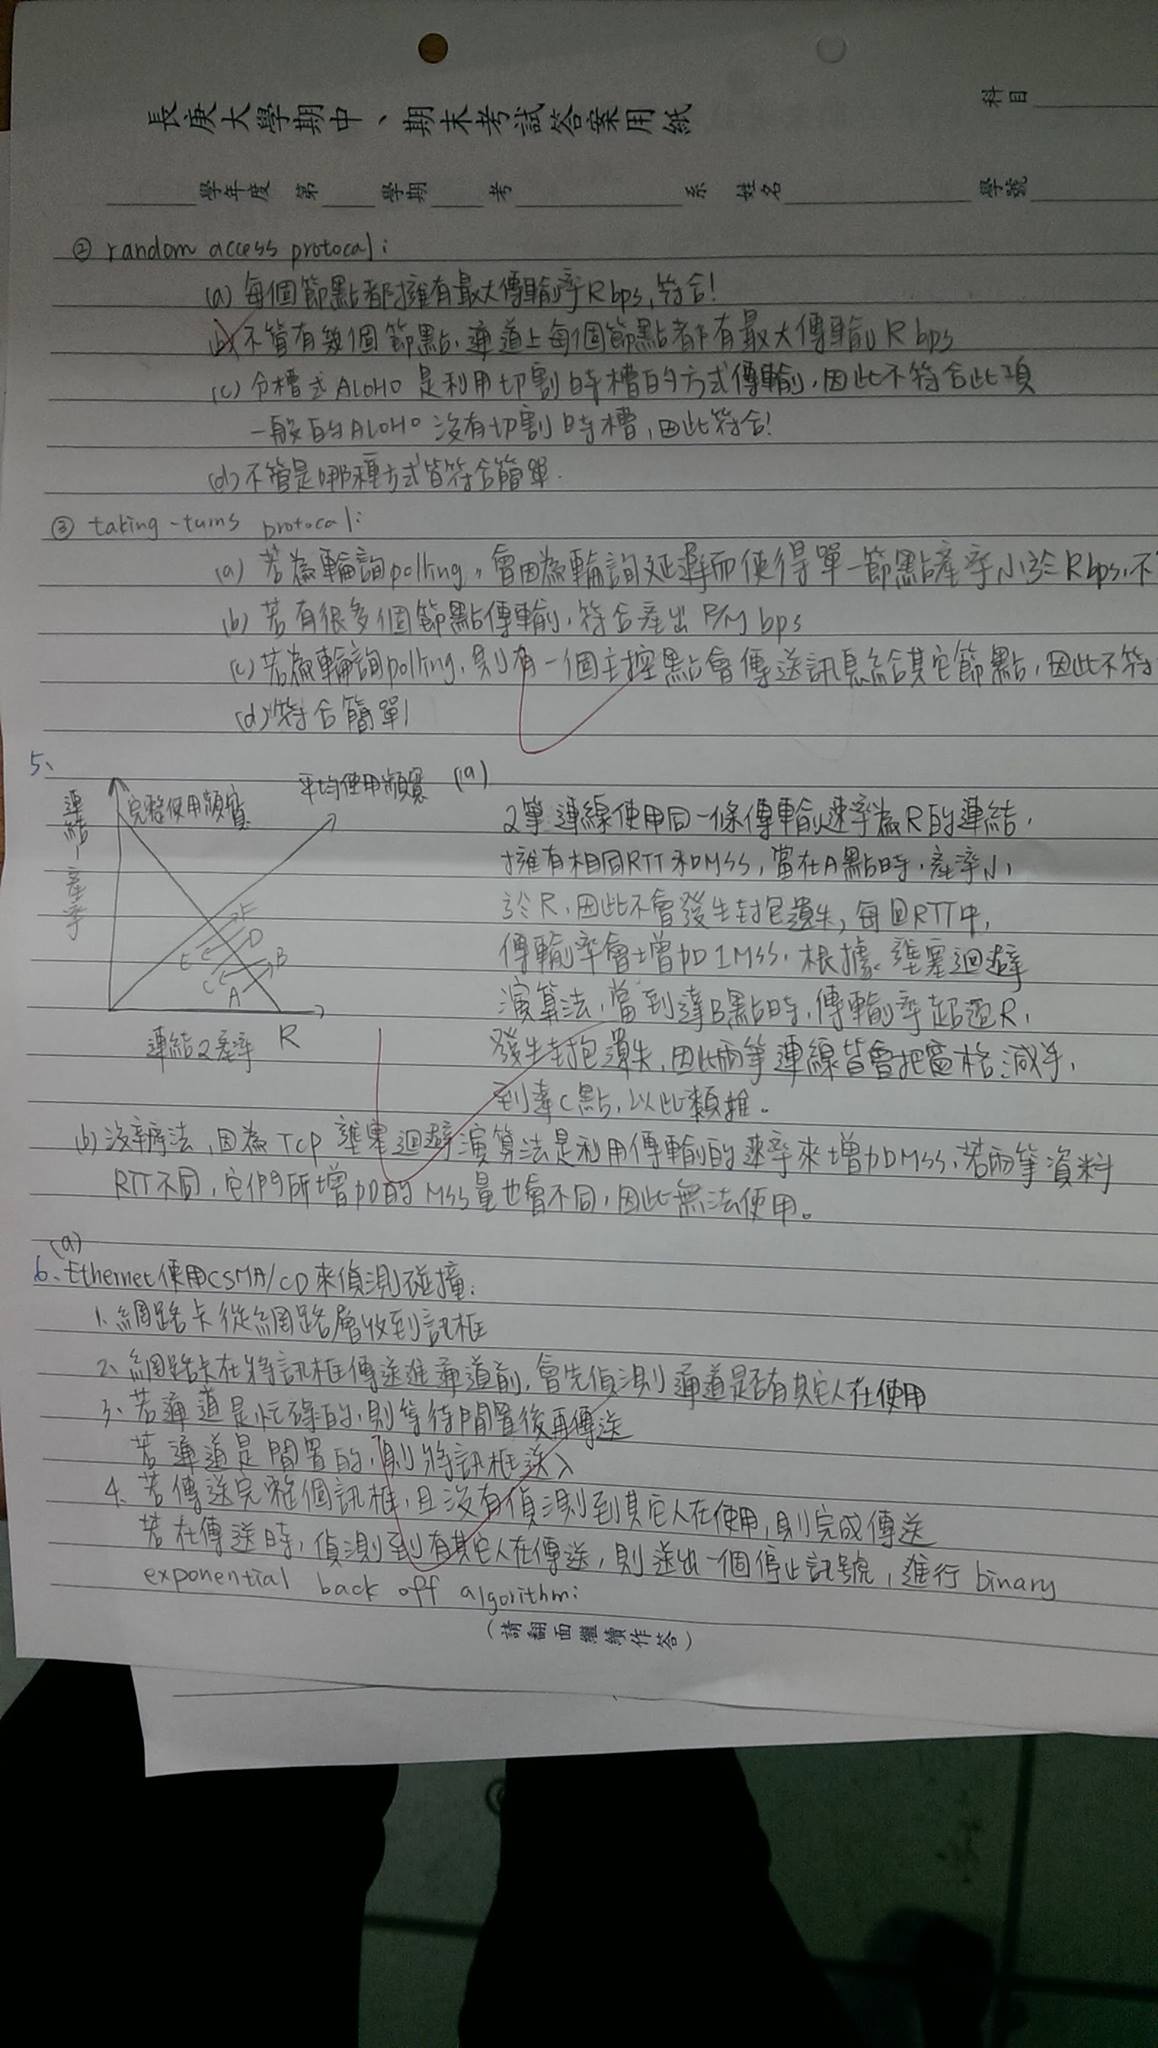 長庚大學期中、期末考試答案用紙
科目
學年度 第 學期 考 系 姓名 學號
② random access protocal:
(a) 每個節點都擁有最大傳輸率R bps, 符合!
(b) 不管有幾個節點, 通道上每個節點都有最大傳輸 R bps
(c) 分槽式ALOHO是利用切割時槽的方式傳輸, 因此不符合此項
一般的ALOHO沒有切割時槽, 因此符合!
(d) 不管是哪種方式皆符合簡單.
③ taking-turns protocal:
(a) 若為輪詢polling, 會因為輪詢延遲而使得單一節點產率小於Rbps, 不
(b) 若有很多個節點傳輸, 符合產出 R/M bps
(c) 若為輪詢polling, 則有一個主控點會傳送訊息給其它節點, 因此不符
(d) 符合簡單!
5、
完整使用頻寬
平均使用頻寬 (a)
連結1產率
連結2產率 R
A B C D E F
2筆連線使用同一條傳輸速率為R的連結,
擁有相同RTT和MSS, 當在A點時, 產率小
於R, 因此不會發生封包遺失, 每回RTT中,
傳輸率會增加1MSS, 根據壅塞迴避
演算法, 當到達B點時, 傳輸率超過R,
發生封包遺失, 因此兩筆連線皆會把窗格減半,
到達C點, 以此類推。
(b) 沒辦法, 因為TCP壅塞迴避演算法是利用傳輸的速率來增加MSS, 若兩筆資料
RTT不同, 它們所增加的MSS量也會不同, 因此無法使用。
(a)
6、Ethernet使用CSMA/CD來偵測碰撞:
1、網路卡從網路層收到訊框
2、網路卡在將訊框傳送進通道前, 會先偵測通道是否有其它人在使用
3、若通道是忙碌的, 則等待閒置後再傳送
若通道是閒置的, 則將訊框送入
4、若傳送完整個訊框, 且沒有偵測到其它人在使用, 則完成傳送
若在傳送時, 偵測到有其它人在傳送, 則送出一個停止訊號, 進行binary
exponential back off algorithm:
(請翻面繼續作答)